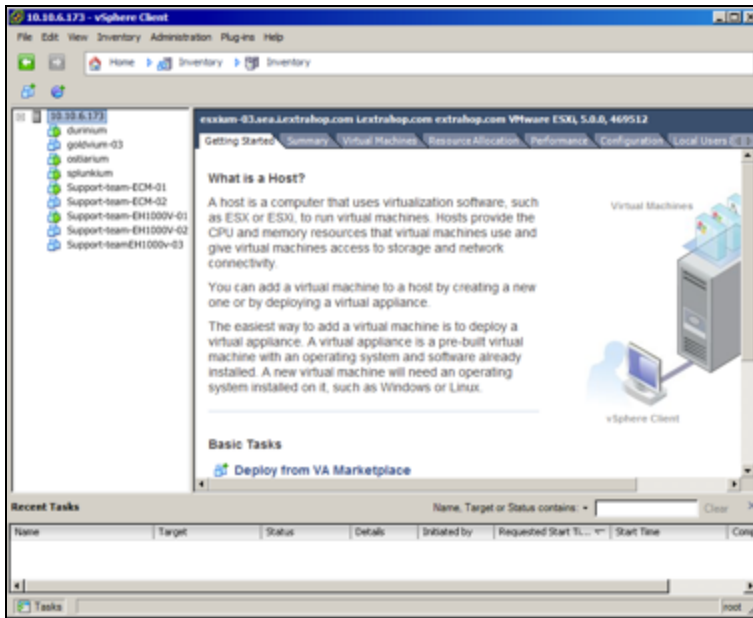 10.10.6.173 - vSphere Client
File Edit View Inventory Administration Plug-ins Help
Home Inventory Inventory
10.10.6.173
durinium
goldvium-03
ostiarium
splunkium
Support-team-ECM-01
Support-team-ECM-02
Support-team-EH1000V-01
Support-team-EH1000V-02
Support-teamEH1000v-03
VMware ESXi, 5.0.0, 469512
Getting Started Summary Virtual Machines Resource Allocation Performance Configuration Local Users
What is a Host?
A host is a computer that uses virtualization software, such
as ESX or ESXi, to run virtual machines. Hosts provide the
CPU and memory resources that virtual machines use and
give virtual machines access to storage and network
connectivity.
You can add a virtual machine to a host by creating a new
one or by deploying a virtual appliance.
The easiest way to add a virtual machine is to deploy a
virtual appliance. A virtual appliance is a pre-built virtual
machine with an operating system and software already
installed. A new virtual machine will need an operating
system installed on it, such as Windows or Linux.
Virtual Machines
vSphere Client
Basic Tasks
Deploy from VA Marketplace
Recent Tasks
Name, Target or Status contains: Clear
Name Target Status Details Initiated by Requested Start Ti... Start Time Comp
Tasks root